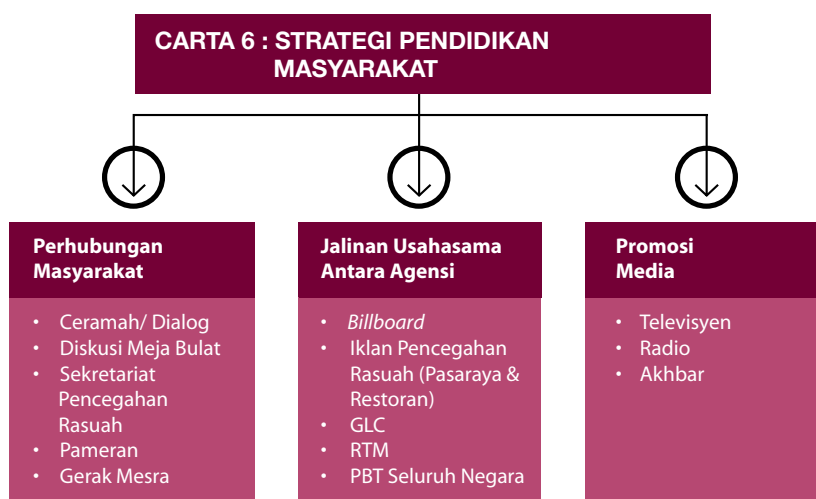 CARTA 6 : STRATEGI PENDIDIKAN
MASYARAKAT
Perhubungan
Masyarakat
• Ceramah/ Dialog
• Diskusi Meja Bulat
• Sekretariat
Pencegahan
Rasuah
• Pameran
• Gerak Mesra
Jalinan Usahasama
Antara Agensi
• Billboard
• Iklan Pencegahan
Rasuah (Pasaraya &
Restoran)
• GLC
• RTM
• PBT Seluruh Negara
Promosi
Media
• Televisyen
• Radio
• Akhbar